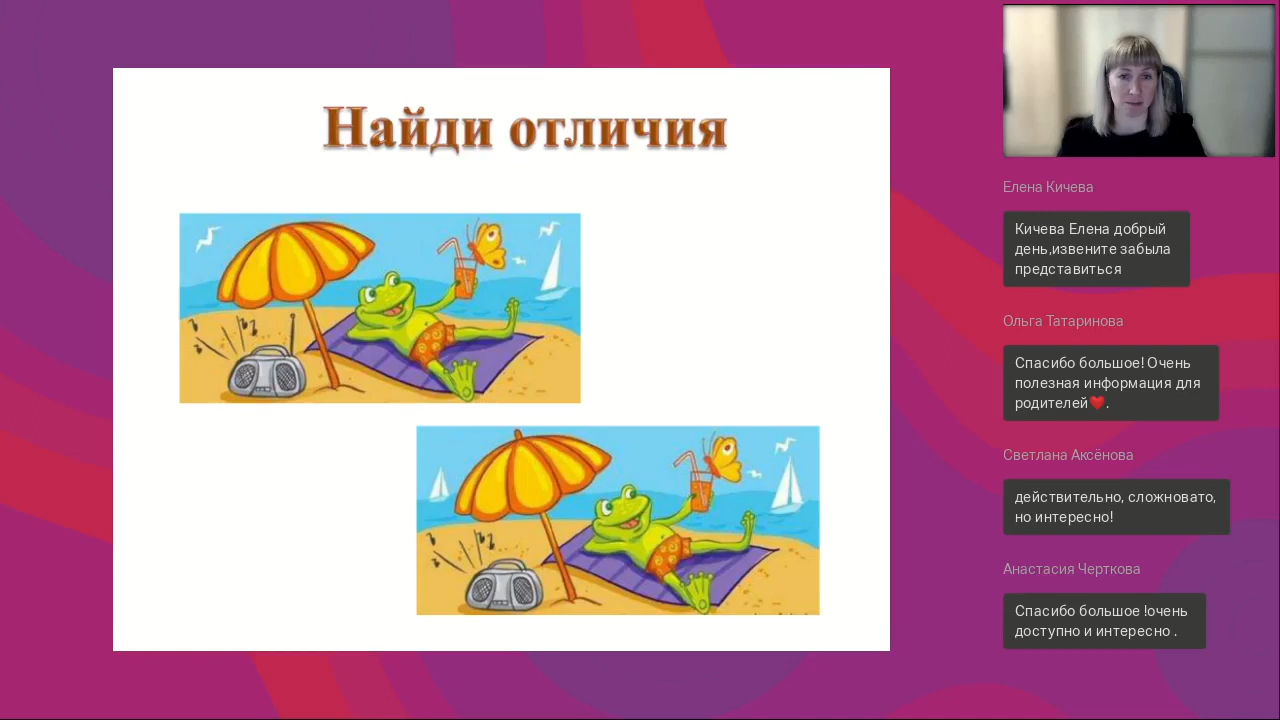 Найди отличия
Елена Кичева
Кичева Елена добрый
день,извените забыла
представиться
Ольга Татаринова
Спасибо большое! Очень
полезная информация для
родителей❤️.
Светлана Аксёнова
действительно, сложновато,
но интересно!
Анастасия Черткова
Спасибо большое !очень
доступно и интересно .